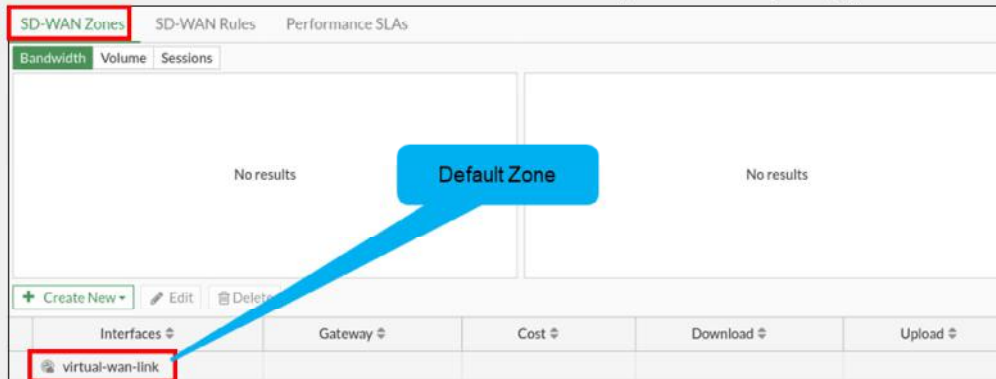 SD-WAN Zones SD-WAN Rules Performance SLAs
Bandwidth Volume Sessions
No results Default Zone No results
+ Create New Edit Delete
Interfaces Gateway Cost Download Upload
virtual-wan-link